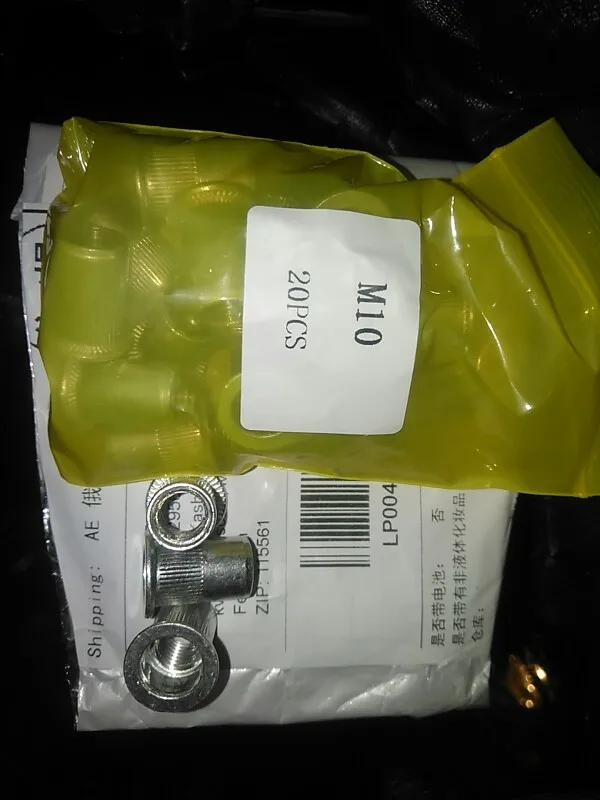 M10
20PCS
Shipping: AE 俄
ZIP: 115561
LP004
是否带电池: 否
是否带有非液体化妆品
仓库: